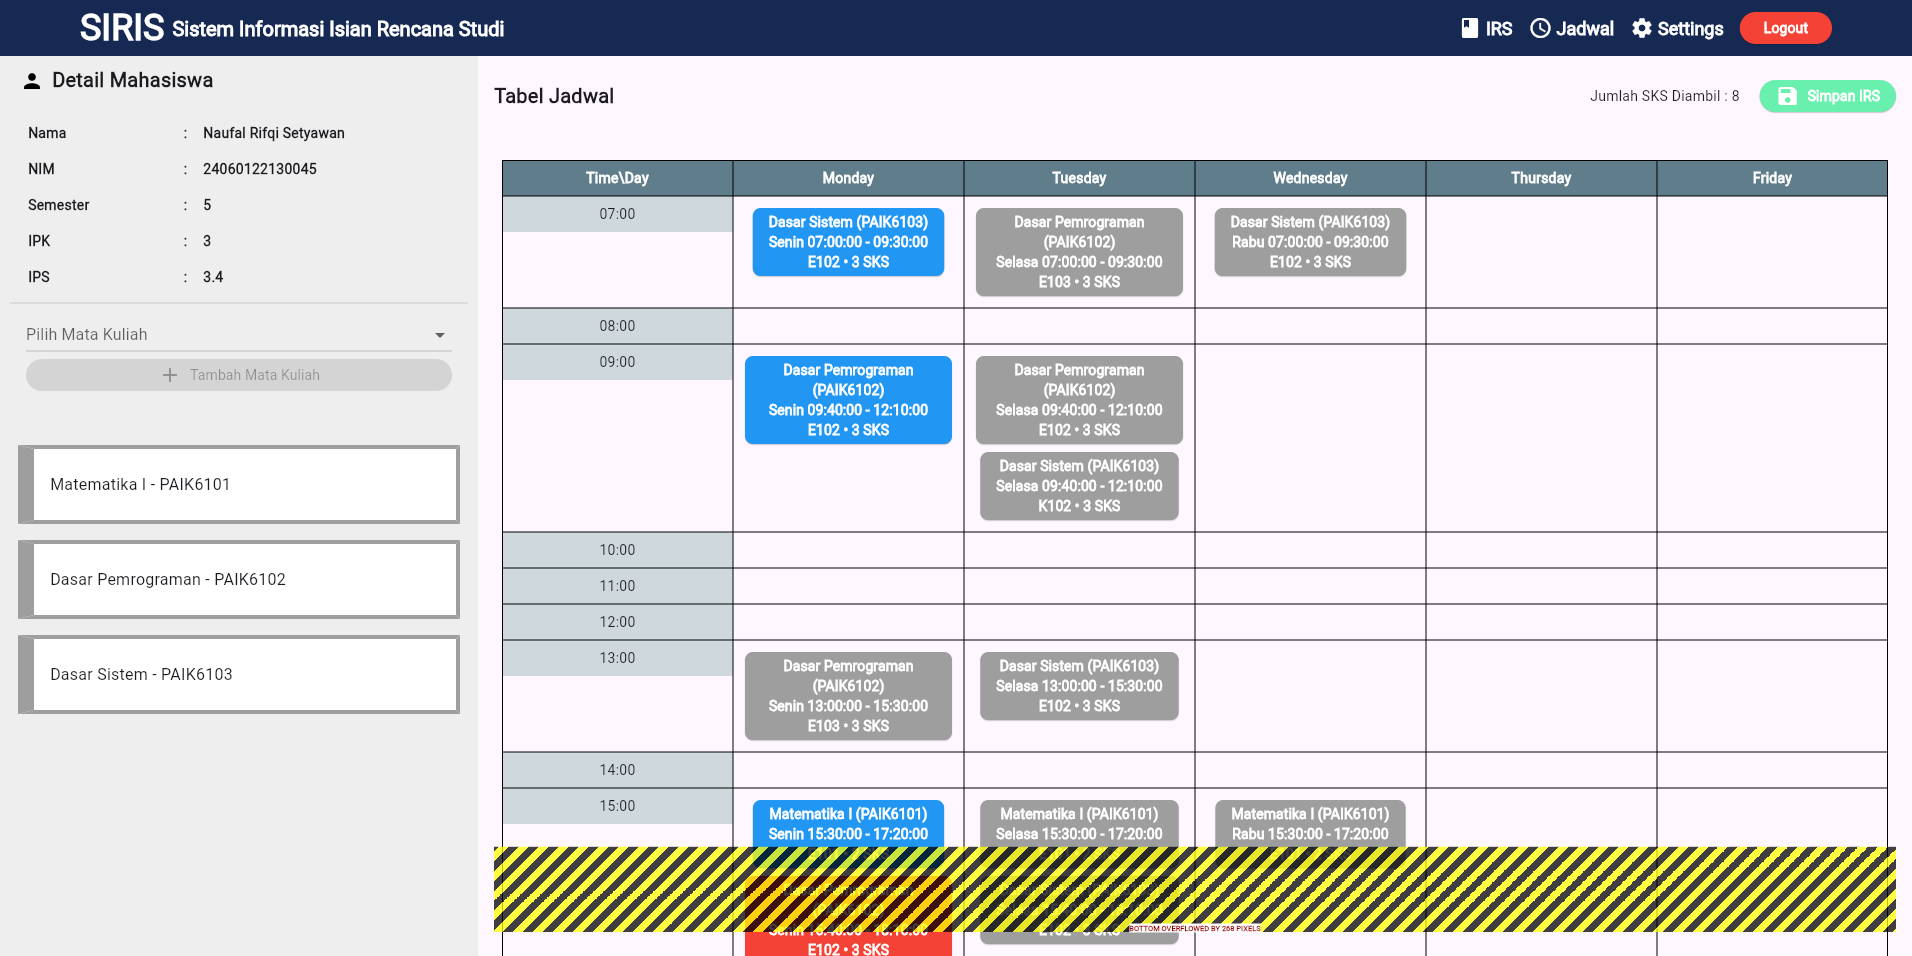 SIRIS Sistem Informasi Isian Rencana Studi
IRS Jadwal Settings Logout
Detail Mahasiswa
Nama : Naufal Rifqi Setyawan
NIM : 24060122130045
Semester : 5
IPK : 3
IPS : 3.4
Pilih Mata Kuliah
Tambah Mata Kuliah
Matematika I - PAIK6101
Dasar Pemrograman - PAIK6102
Dasar Sistem - PAIK6103
Tabel Jadwal
Jumlah SKS Diambil : 8
Simpan IRS
Time\Day Monday Tuesday Wednesday Thursday Friday
07:00
Dasar Sistem (PAIK6103)
Senin 07:00:00 - 09:30:00
E102 • 3 SKS
Dasar Pemrograman
(PAIK6102)
Selasa 07:00:00 - 09:30:00
E103 • 3 SKS
Dasar Sistem (PAIK6103)
Rabu 07:00:00 - 09:30:00
E102 • 3 SKS
08:00
09:00
Dasar Pemrograman
(PAIK6102)
Senin 09:40:00 - 12:10:00
E102 • 3 SKS
Dasar Pemrograman
(PAIK6102)
Selasa 09:40:00 - 12:10:00
E102 • 3 SKS
Dasar Sistem (PAIK6103)
Selasa 09:40:00 - 12:10:00
K102 • 3 SKS
10:00
11:00
12:00
13:00
Dasar Pemrograman
(PAIK6102)
Senin 13:00:00 - 15:30:00
E103 • 3 SKS
Dasar Sistem (PAIK6103)
Selasa 13:00:00 - 15:30:00
E102 • 3 SKS
14:00
15:00
Matematika I (PAIK6101)
Senin 15:30:00 - 17:20:00
Matematika I (PAIK6101)
Selasa 15:30:00 - 17:20:00
Matematika I (PAIK6101)
Rabu 15:30:00 - 17:20:00
E102 • 3 SKS
BOTTOM OVERFLOWED BY 268 PIXELS